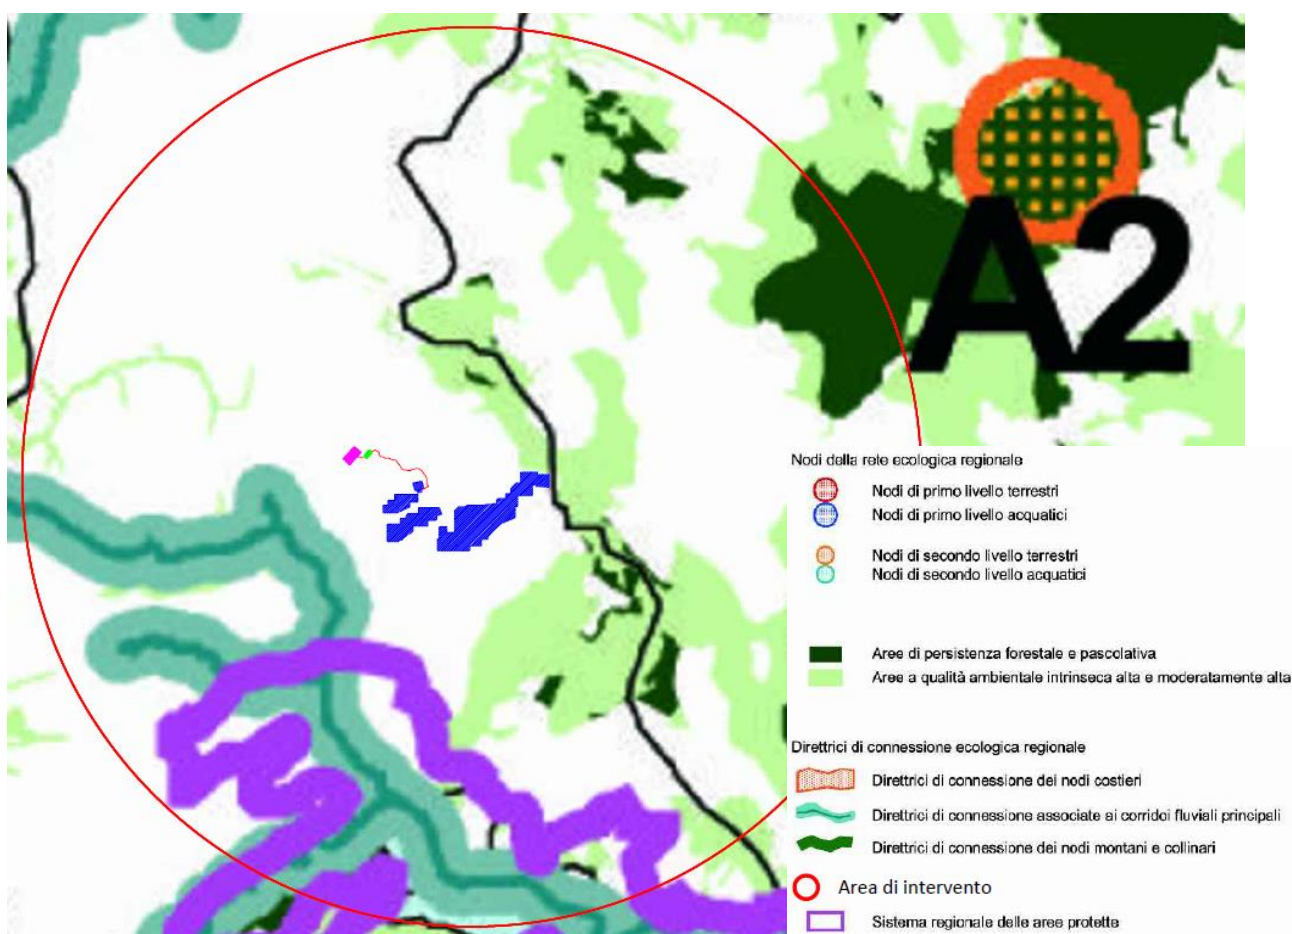 A2
Nodi della rete ecologica regionale
Nodi di primo livello terrestri
Nodi di primo livello acquatici
Nodi di secondo livello terrestri
Nodi di secondo livello acquatici
Aree di persistenza forestale e pascolativa
Aree a qualità ambientale intrinseca alta e moderatamente alta
Direttrici di connessione ecologica regionale
Direttrici di connessione dei nodi costieri
Direttrici di connessione associate ai corridoi fluviali principali
Direttrici di connessione dei nodi montani e collinari
Area di intervento
Sistema regionale delle aree protette